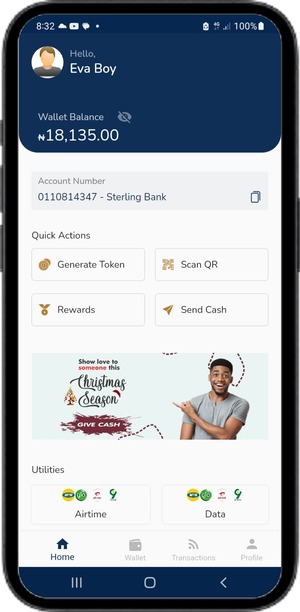 8:32
100%
Hello,
Eva Boy
Wallet Balance
₦18,135.00
Account Number
0110814347 - Sterling Bank
Quick Actions
Generate Token
Scan QR
Rewards
Send Cash
Show love to
someone this
Christmas
Season
GIVE CASH
Utilities
Airtime
Data
Home
Wallet
Transactions
Profile